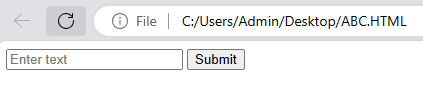 File | C:/Users/Admin/Desktop/ABC.HTML
Enter text Submit